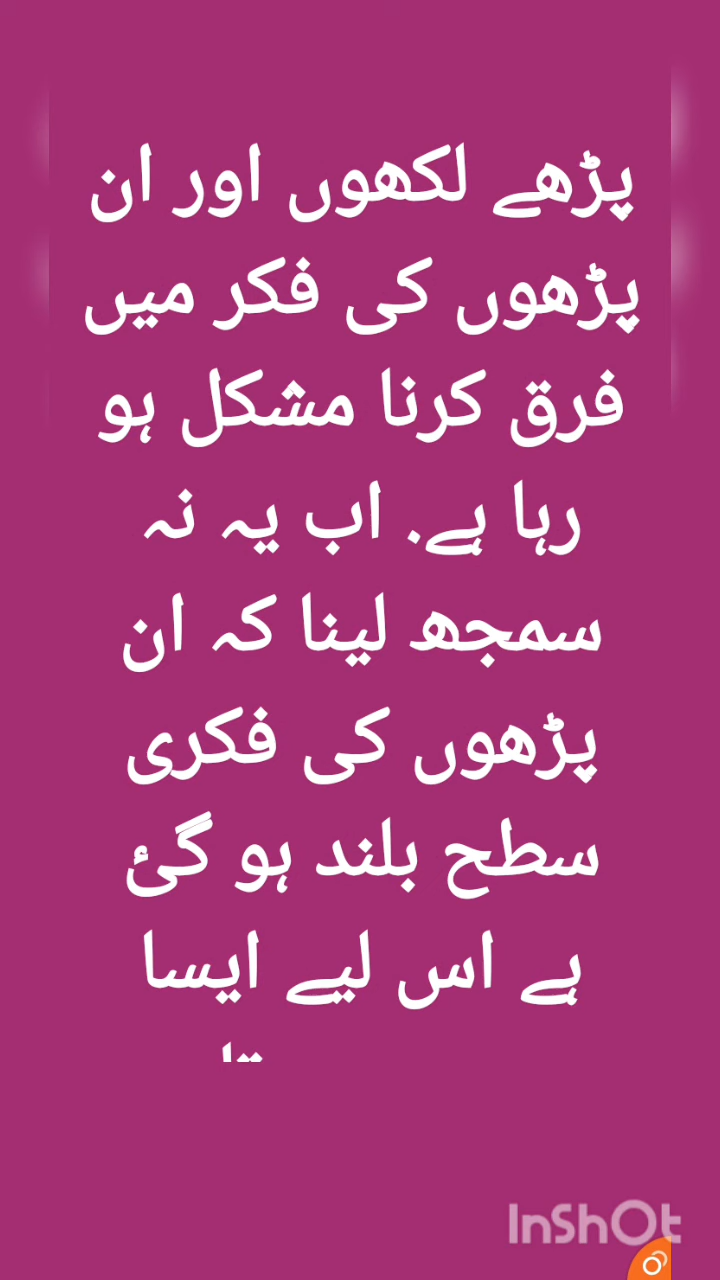 پڑھے لکھوں اور ان
پڑھوں کی فکر میں
فرق کرنا مشکل ہو
رہا ہے. اب یہ نہ
سمجھ لینا کہ ان
پڑھوں کی فکری
سطح بلند ہو گئ
ہے اس لیے ایسا
InShOt